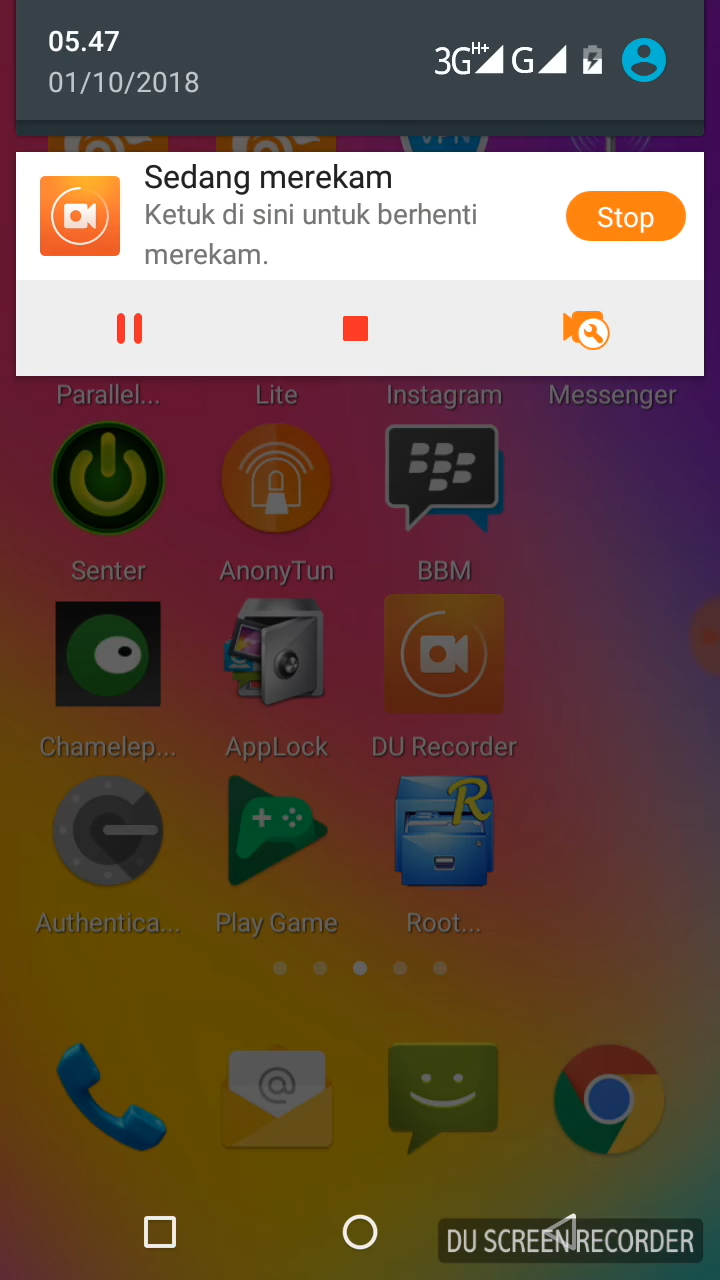 05.47
01/10/2018
3G H+ G
VPN
Sedang merekam
Ketuk di sini untuk berhenti
merekam.
Stop
Parallel...
Lite
Instagram
Messenger
Senter
AnonyTun
BBM
Chamelep...
AppLock
DU Recorder
R
Authentica...
Play Game
Root...
@
DU SCREEN RECORDER